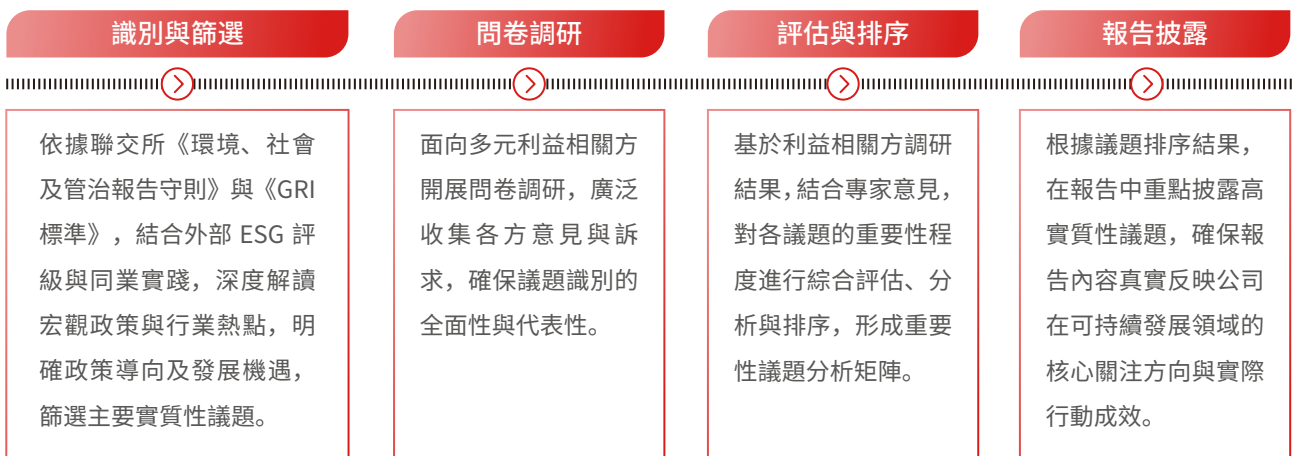 識別與篩選
依據聯交所《環境、社會
及管治報告守則》與《GRI
標準》，結合外部 ESG 評
級與同業實踐，深度解讀
宏觀政策與行業熱點，明
確政策導向及發展機遇，
篩選主要實質性議題。
問卷調研
面向多元利益相關方
開展問卷調研，廣泛
收集各方意見與訴
求，確保議題識別的
全面性與代表性。
評估與排序
基於利益相關方調研
結果，結合專家意見，
對各議題的重要性程
度進行綜合評估、分
析與排序，形成重要
性議題分析矩陣。
報告披露
根據議題排序結果，
在報告中重點披露高
實質性議題，確保報
告內容真實反映公司
在可持續發展領域的
核心關注方向與實際
行動成效。